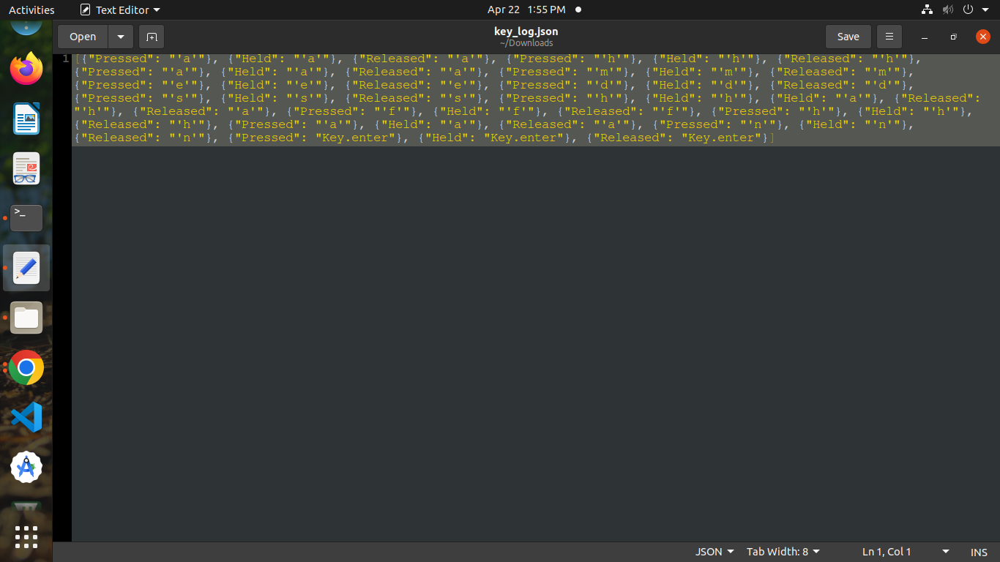 Activities
Text Editor
Apr 22 1:55 PM
Open
key_log.json
~/Downloads
Save
1
[{"Pressed": "'a'"}, {"Held": "'a'"}, {"Released": "'a'"}, {"Pressed": "'h'"}, {"Held": "'h'"}, {"Released": "'h'"},
{"Pressed": "'a'"}, {"Held": "'a'"}, {"Released": "'a'"}, {"Pressed": "'m'"}, {"Held": "'m'"}, {"Released": "'m'"},
{"Pressed": "'e'"}, {"Held": "'e'"}, {"Released": "'e'"}, {"Pressed": "'d'"}, {"Held": "'d'"}, {"Released": "'d'"},
{"Pressed": "'s'"}, {"Held": "'s'"}, {"Released": "'s'"}, {"Pressed": "'h'"}, {"Held": "'h'"}, {"Held": "'a'"}, {"Released":
"'h'"}, {"Released": "'a'"}, {"Pressed": "'f'"}, {"Held": "'f'"}, {"Released": "'f'"}, {"Pressed": "'h'"}, {"Held": "'h'"},
{"Released": "'h'"}, {"Pressed": "'a'"}, {"Held": "'a'"}, {"Released": "'a'"}, {"Pressed": "'n'"}, {"Held": "'n'"},
{"Released": "'n'"}, {"Pressed": "Key.enter"}, {"Held": "Key.enter"}, {"Released": "Key.enter"}]
JSON
Tab Width: 8
Ln 1, Col 1
INS